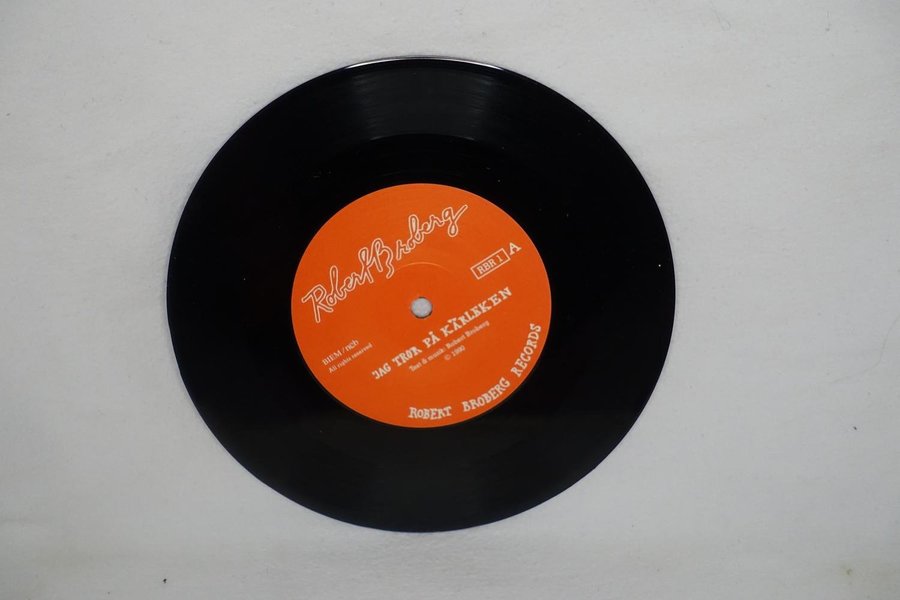 Robert Broberg
RBR 1 A
BIEM/ncb
All rights reserved
JAG TROR PÅ KÄRLEKEN
Text & musik: Robert Broberg
© 1990
ROBERT BROBERG RECORDS